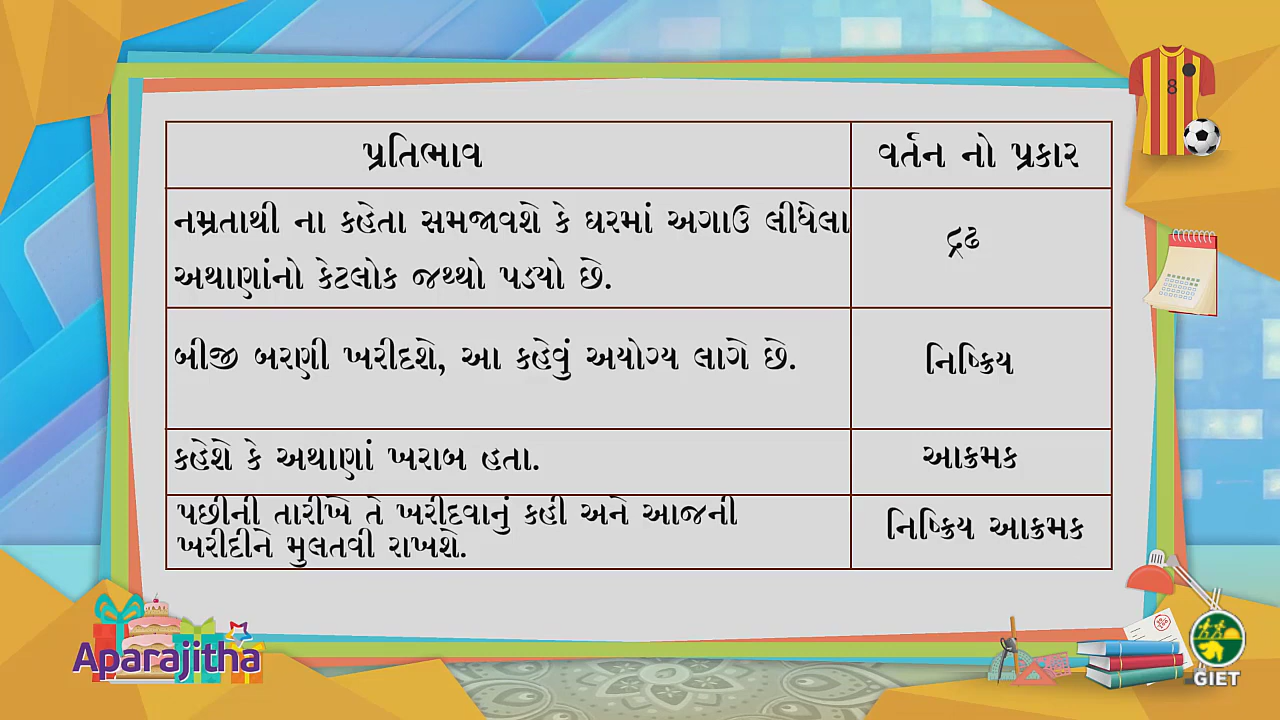 પ્રતિભાવ
વર્તન નો પ્રકાર
નમ્રતાથી ના કહેતા સમજાવશે કે ઘરમાં અગાઉ લીધેલા
અથાણાંનો કેટલોક જથ્થો પડ્યો છે.
દ્રઢ
બીજી બરણી ખરીદશે, આ કહેવું અયોગ્ય લાગે છે.
નિષ્ક્રિય
કહેશે કે અથાણાં ખરાબ હતા.
આક્રમક
પછીની તારીખે તે ખરીદવાનું કહી અને આજની
ખરીદીને મુલતવી રાખશે.
નિષ્ક્રિય આક્રમક
8
Aparajitha
GIET